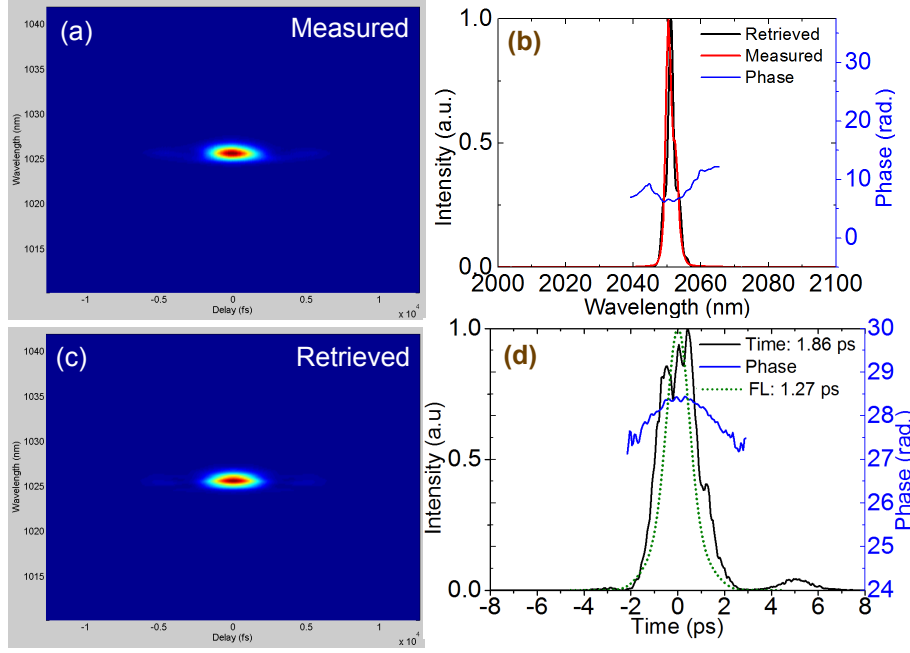 (a) Measured
1040
1030
1020
1015
Wavelength (nm)
-1 -0.5 0 0.5 1
Delay (fs)
x 10^4
(b)
Retrieved
Measured
Phase
1.0
0.5
0.0
Intensity (a.u.)
30
20
10
0
Phase (rad.)
2000 2020 2040 2060 2080 2100
Wavelength (nm)
(c) Retrieved
1040
1030
1020
1015
Wavelength (nm)
-1 -0.5 0 0.5 1
Delay (fs)
x 10^4
(d)
Time: 1.86 ps
Phase
FL: 1.27 ps
1.0
0.5
0.0
Intensity (a.u)
30
29
28
27
26
25
24
Phase (rad.)
-8 -6 -4 -2 0 2 4 6 8
Time (ps)